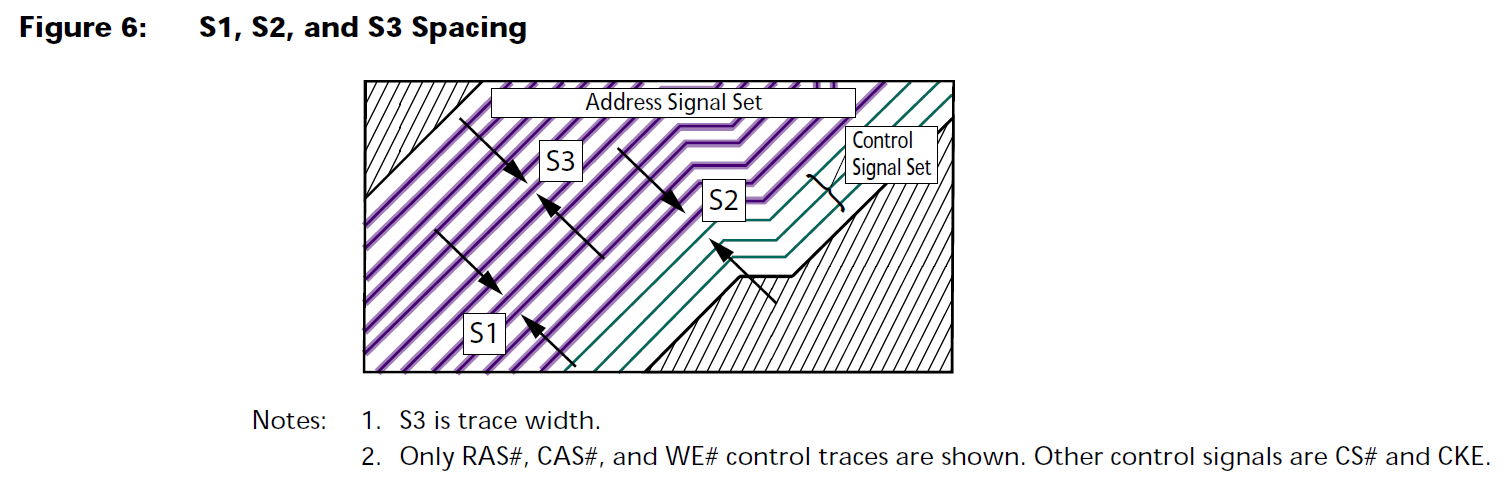 Figure 6: S1, S2, and S3 Spacing
Address Signal Set
Control
Signal Set
S3
S2
S1
Notes: 1. S3 is trace width.
2. Only RAS#, CAS#, and WE# control traces are shown. Other control signals are CS# and CKE.